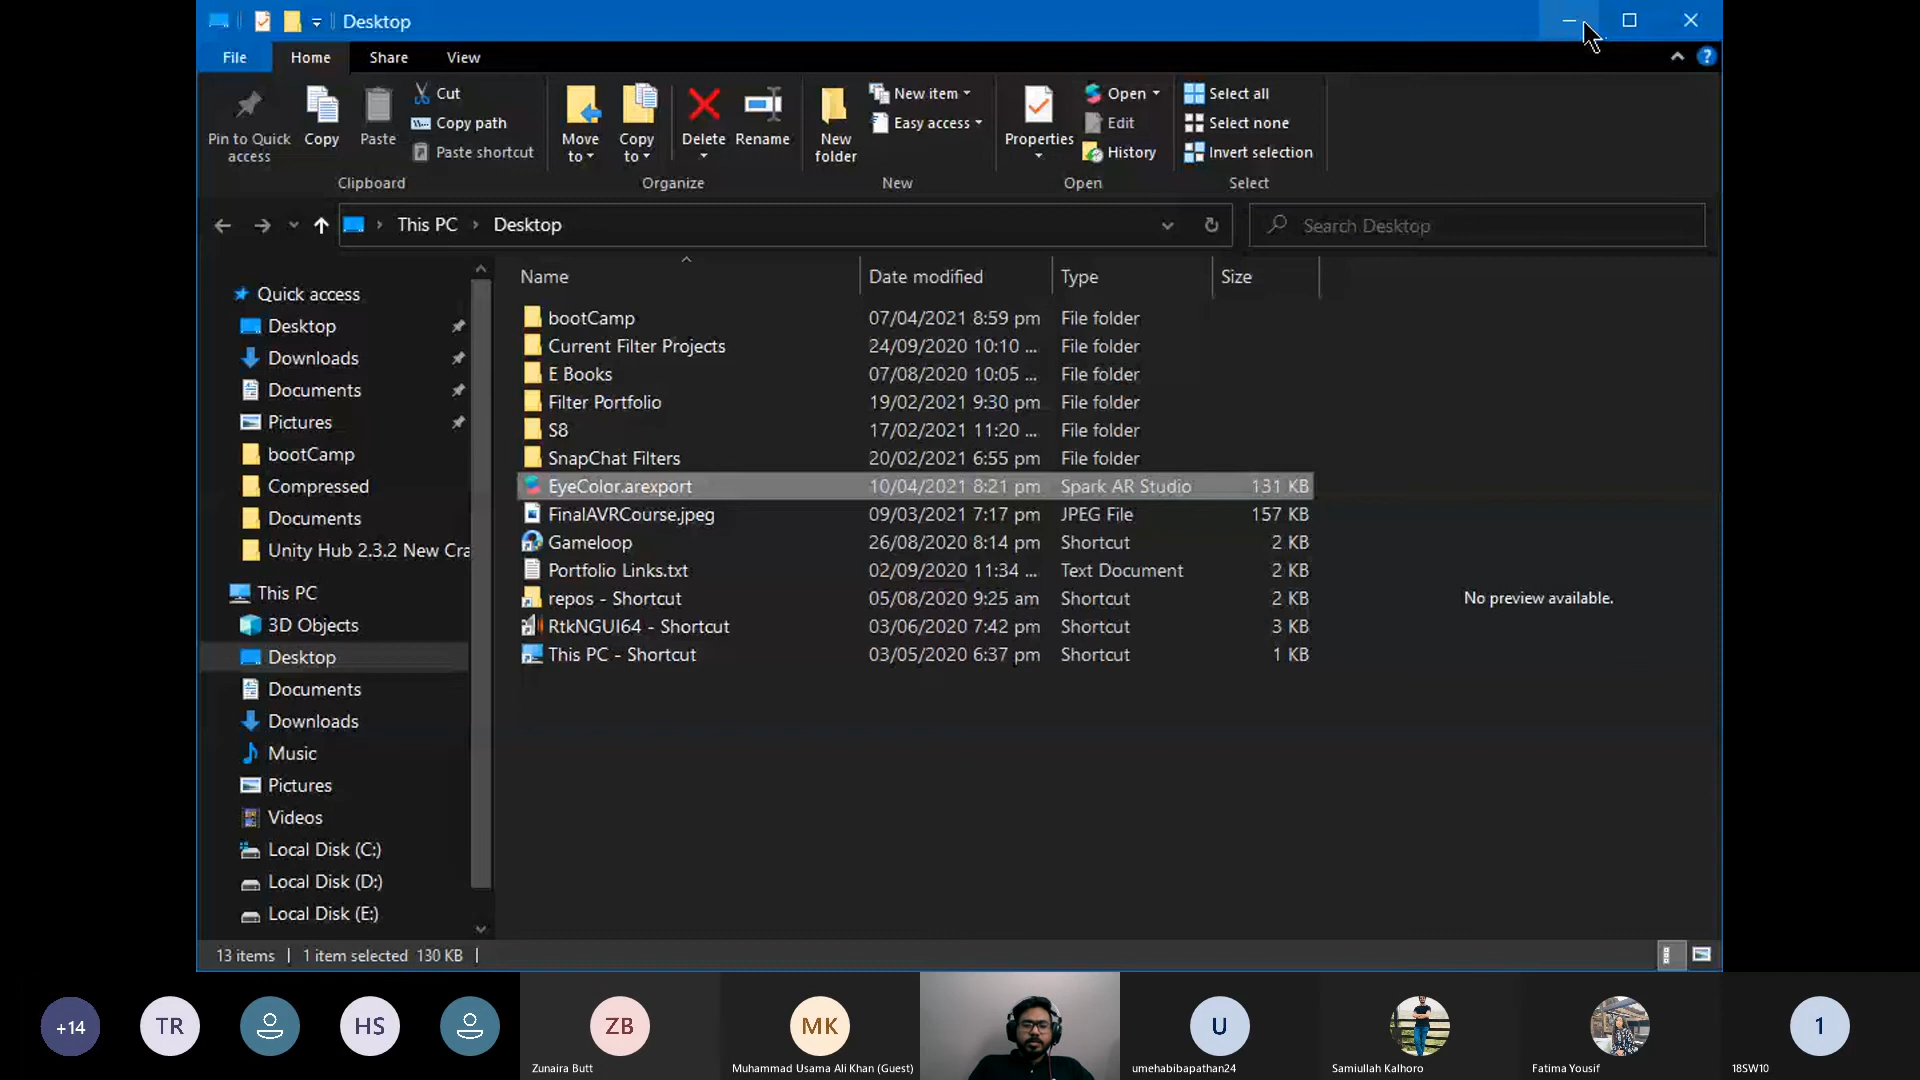 Desktop
File Home Share View
Pin to Quick access
Copy
Paste
Cut
Copy path
Paste shortcut
Clipboard
Move to
Copy to
Delete
Rename
Organize
New folder
New item
Easy access
New
Properties
Open
Edit
History
Open
Select all
Select none
Invert selection
Select
This PC > Desktop
Search Desktop
Quick access
Desktop
Downloads
Documents
Pictures
bootCamp
Compressed
Documents
Unity Hub 2.3.2 New Cra
This PC
3D Objects
Desktop
Documents
Downloads
Music
Pictures
Videos
Local Disk (C:)
Local Disk (D:)
Local Disk (E:)
Name Date modified Type Size
bootCamp 07/04/2021 8:59 pm File folder
Current Filter Projects 24/09/2020 10:10 ... File folder
E Books 07/08/2020 10:05 ... File folder
Filter Portfolio 19/02/2021 9:30 pm File folder
S8 17/02/2021 11:20 ... File folder
SnapChat Filters 20/02/2021 6:55 pm File folder
EyeColor.arexport 10/04/2021 8:21 pm Spark AR Studio 131 KB
FinalAVRCourse.jpeg 09/03/2021 7:17 pm JPEG File 157 KB
Gameloop 26/08/2020 8:14 pm Shortcut 2 KB
Portfolio Links.txt 02/09/2020 11:34 ... Text Document 2 KB
repos - Shortcut 05/08/2020 9:25 am Shortcut 2 KB
RtkNGUI64 - Shortcut 03/06/2020 7:42 pm Shortcut 3 KB
This PC - Shortcut 03/05/2020 6:37 pm Shortcut 1 KB
No preview available.
13 items | 1 item selected 130 KB |
+14 TR HS ZB MK U 1
Zunaira Butt
Muhammad Usama Ali Khan (Guest)
umehabibapathan24
Samiullah Kalhoro
Fatima Yousif
18SW10